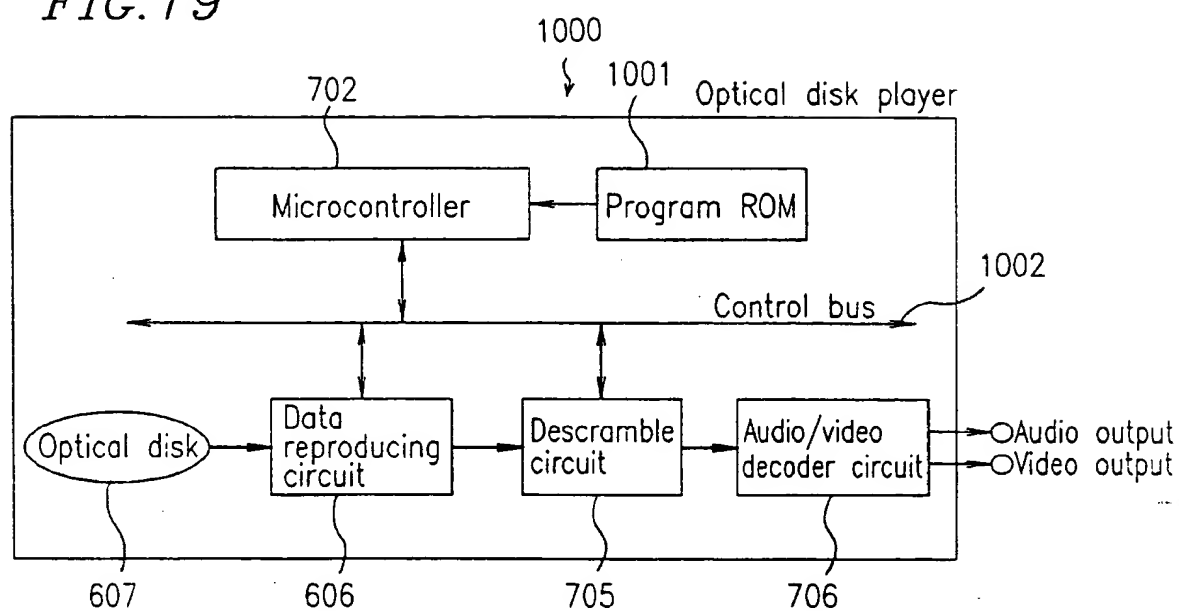 FIG. 19
1000
702
1001
Optical disk player
Microcontroller
Program ROM
1002
Control bus
Optical disk
Data
reproducing
circuit
Descramble
circuit
Audio/video
decoder circuit
Audio output
Video output
607
606
705
706